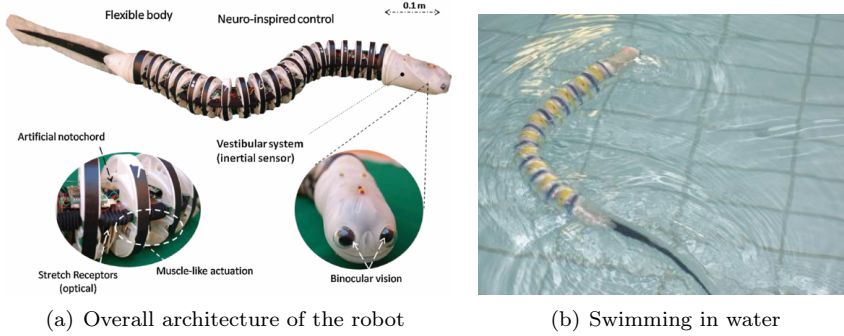 Flexible body
Neuro-inspired control
0.1 m
Artificial notochord
Vestibular system
(inertial sensor)
Stretch Receptors
(optical)
Muscle-like actuation
Binocular vision
(a) Overall architecture of the robot
(b) Swimming in water